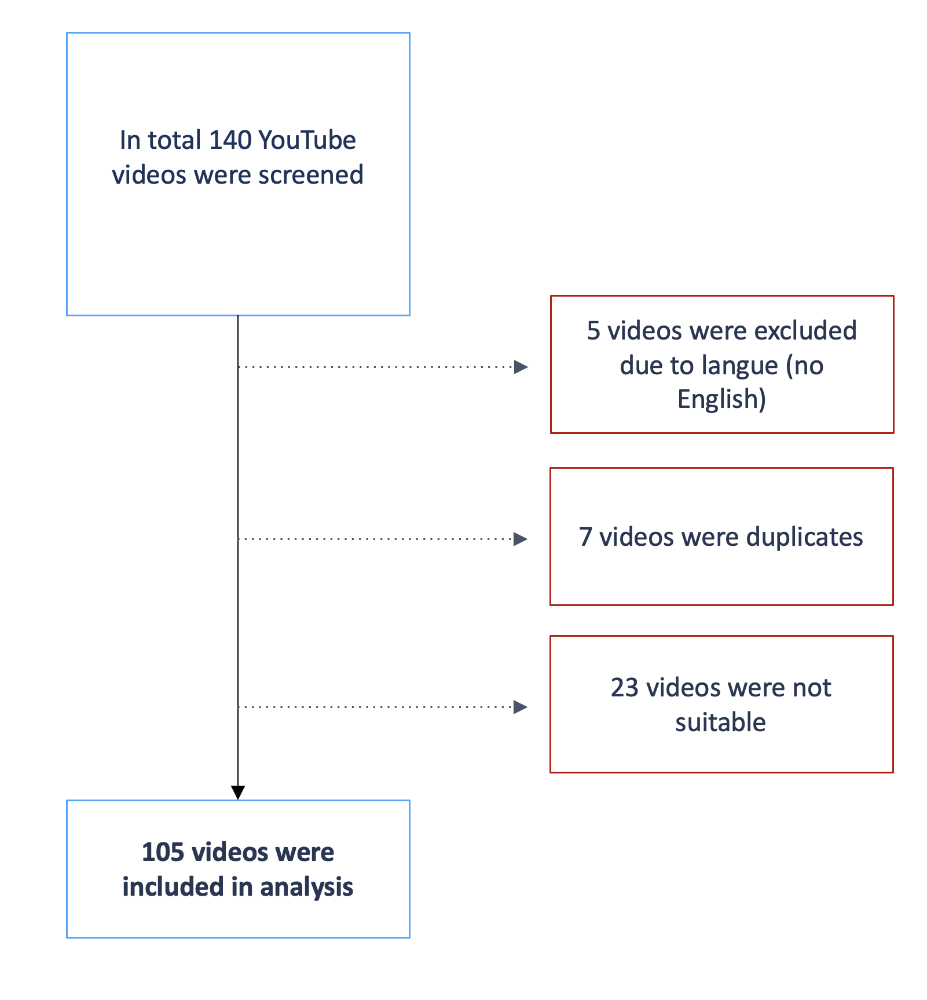 In total 140 YouTube
videos were screened
5 videos were excluded
due to langue (no
English)
7 videos were duplicates
23 videos were not
suitable
105 videos were
included in analysis